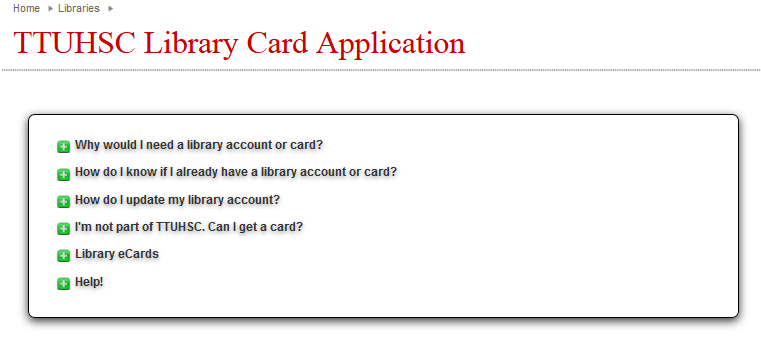 Home Libraries
TTUHSC Library Card Application
Why would I need a library account or card?
How do I know if I already have a library account or card?
How do I update my library account?
I'm not part of TTUHSC. Can I get a card?
Library eCards
Help!